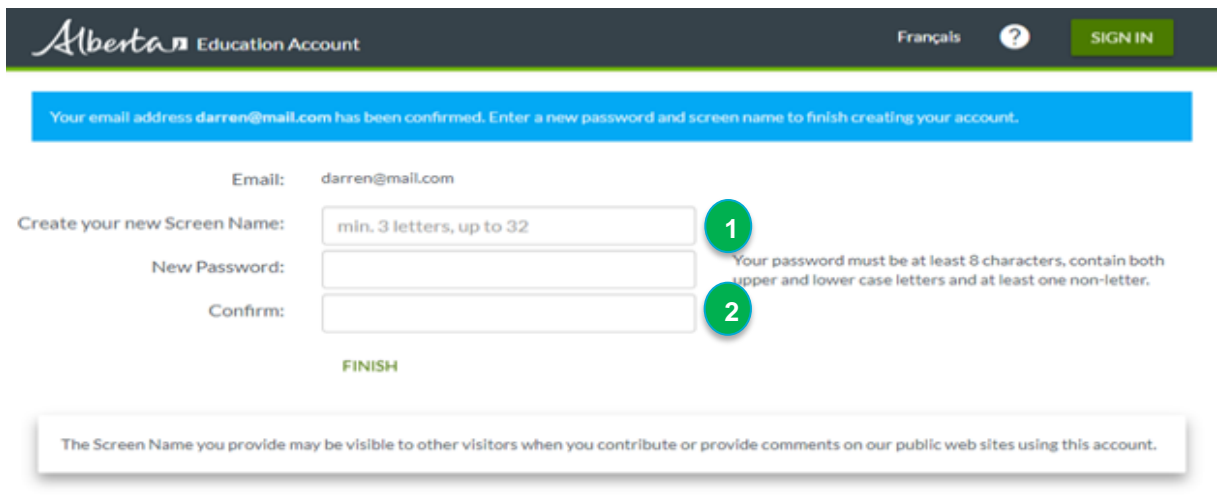 Alberta Education Account Français ? SIGN IN
Your email address darren@mail.com has been confirmed. Enter a new password and screen name to finish creating your account.
Email: darren@mail.com
Create your new Screen Name: min. 3 letters, up to 32 1
New Password: Your password must be at least 8 characters, contain both
upper and lower case letters and at least one non-letter.
Confirm: 2
FINISH
The Screen Name you provide may be visible to other visitors when you contribute or provide comments on our public web sites using this account.